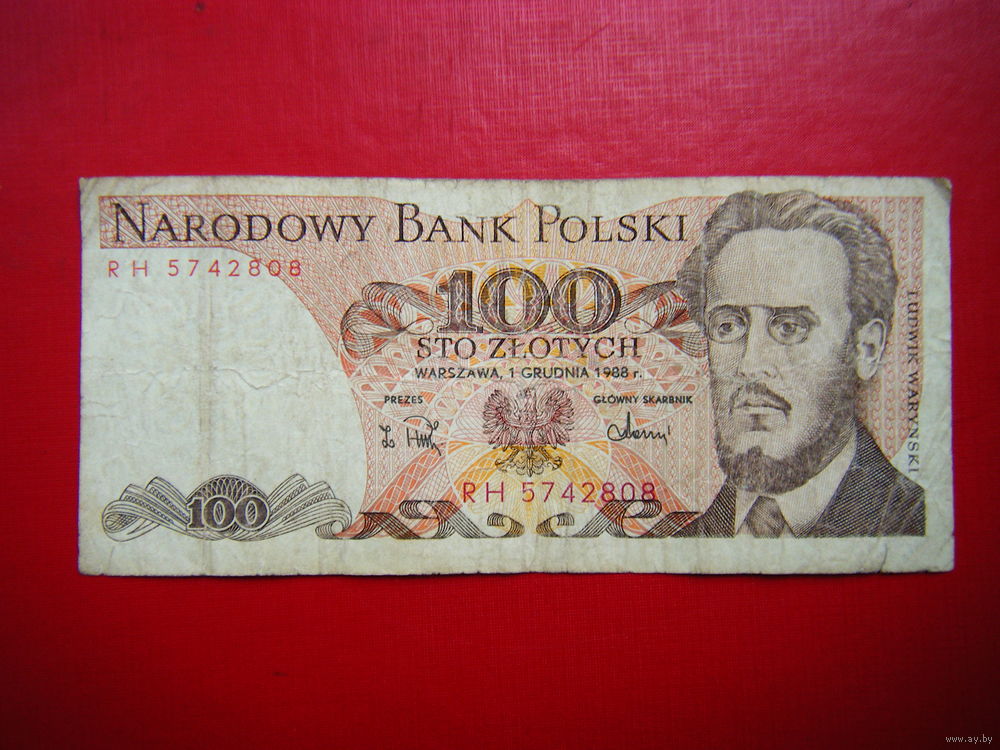 NARODOWY BANK POLSKI
RH 5742808
100
STO ZŁOTYCH
WARSZAWA, 1 GRUDNIA 1988 r.
PREZES
GŁÓWNY SKARBNIK
RH 5742808
100
LUDWIK WARYŃSKI
www.ay.by